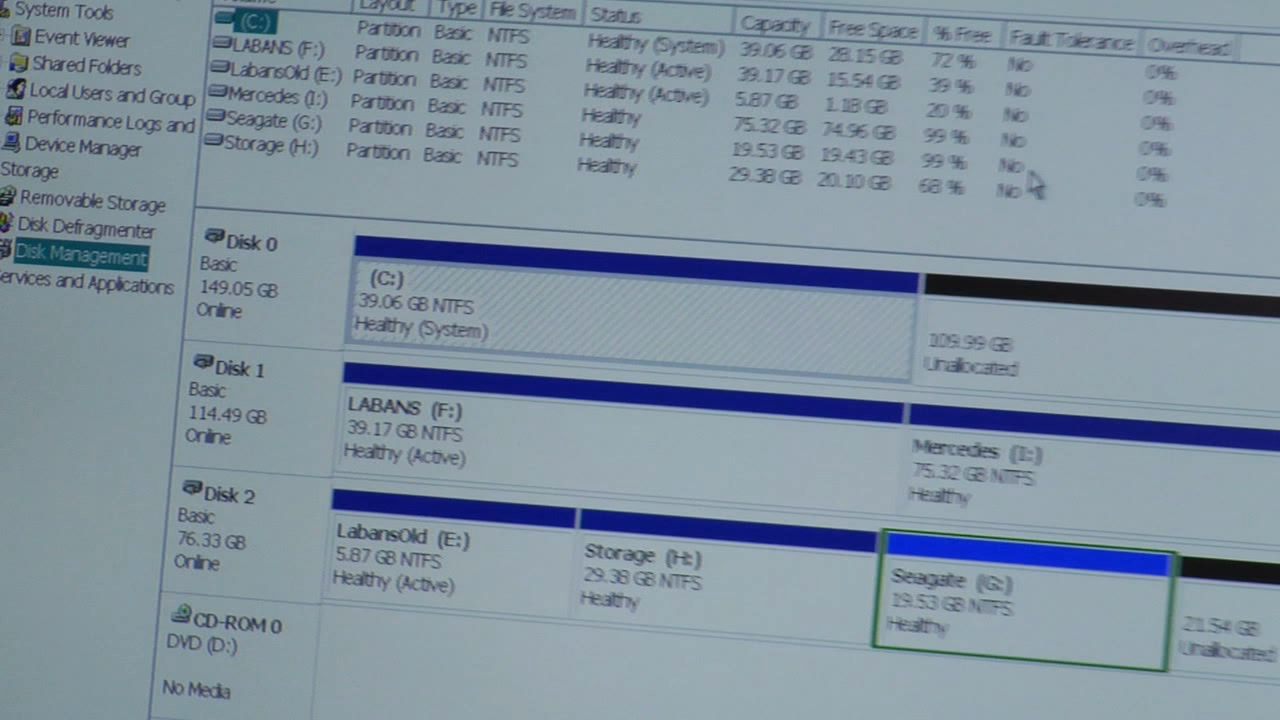 System Tools
Event Viewer
Shared Folders
Local Users and Group
Performance Logs and
Device Manager
Storage
Removable Storage
Disk Defragmenter
Disk Management
ervices and Applications
Layout Type File System Status Capacity Free Space % Free Fault Tolerance Overhead
(C:) Partition Basic NTFS Healthy (System) 39.06 GB 28.15 GB 72 % No 0%
LABANS (F:) Partition Basic NTFS Healthy (Active) 39.17 GB 15.54 GB 39 % No 0%
LabansOld (E:) Partition Basic NTFS Healthy (Active) 5.87 GB 1.18 GB 20 % No 0%
Mercedes (I:) Partition Basic NTFS Healthy 75.32 GB 74.96 GB 99 % No 0%
Seagate (G:) Partition Basic NTFS Healthy 19.53 GB 19.43 GB 99 % No 0%
Storage (H:) Partition Basic NTFS Healthy 29.38 GB 20.10 GB 68 % No 0%
Disk 0
Basic
149.05 GB
Online
(C:)
39.06 GB NTFS
Healthy (System)
109.99 GB
Unallocated
Disk 1
Basic
114.49 GB
Online
LABANS (F:)
39.17 GB NTFS
Healthy (Active)
Mercedes (I:)
75.32 GB NTFS
Healthy
Disk 2
Basic
76.33 GB
Online
LabansOld (E:)
5.87 GB NTFS
Healthy (Active)
Storage (H:)
29.38 GB NTFS
Healthy
Seagate (G:)
19.53 GB NTFS
Healthy
21.54 GB
Unallocated
CD-ROM 0
DVD (D:)
No Media